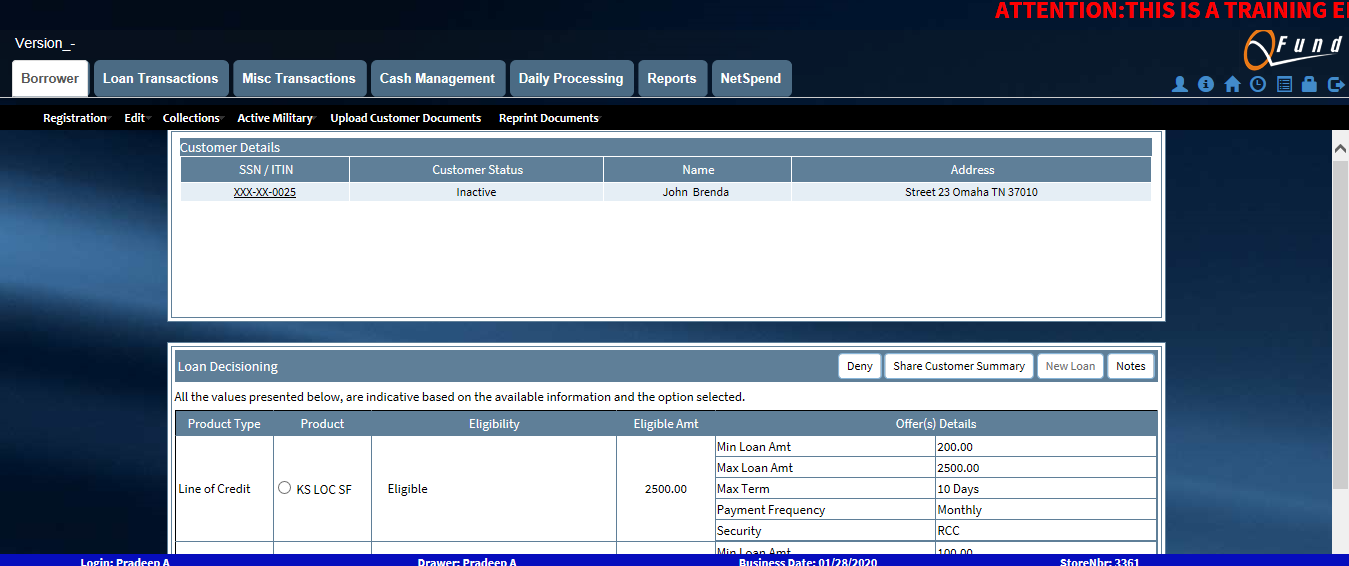 ATTENTION:THIS IS A TRAINING
Version_-
QFund
Borrower Loan Transactions Misc Transactions Cash Management Daily Processing Reports NetSpend
Registration Edit Collections Active Military Upload Customer Documents Reprint Documents
Customer Details
SSN / ITIN Customer Status Name Address
XXX-XX-0025 Inactive John Brenda Street 23 Omaha TN 37010
Loan Decisioning Deny Share Customer Summary New Loan Notes
All the values presented below, are indicative based on the available information and the option selected.
Product Type Product Eligibility Eligible Amt Offer(s) Details
Min Loan Amt 200.00
Max Loan Amt 2500.00
Line of Credit KS LOC SF Eligible 2500.00 Max Term 10 Days
Payment Frequency Monthly
Security RCC
Min Loan Amt 100.00
Login: Pradeep A Drawer: Pradeep A Business Date: 01/28/2020 StoreNbr: 3361